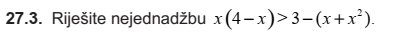 27.3. Riješite nejednadžbu x(4−x)>3−(x+x²).